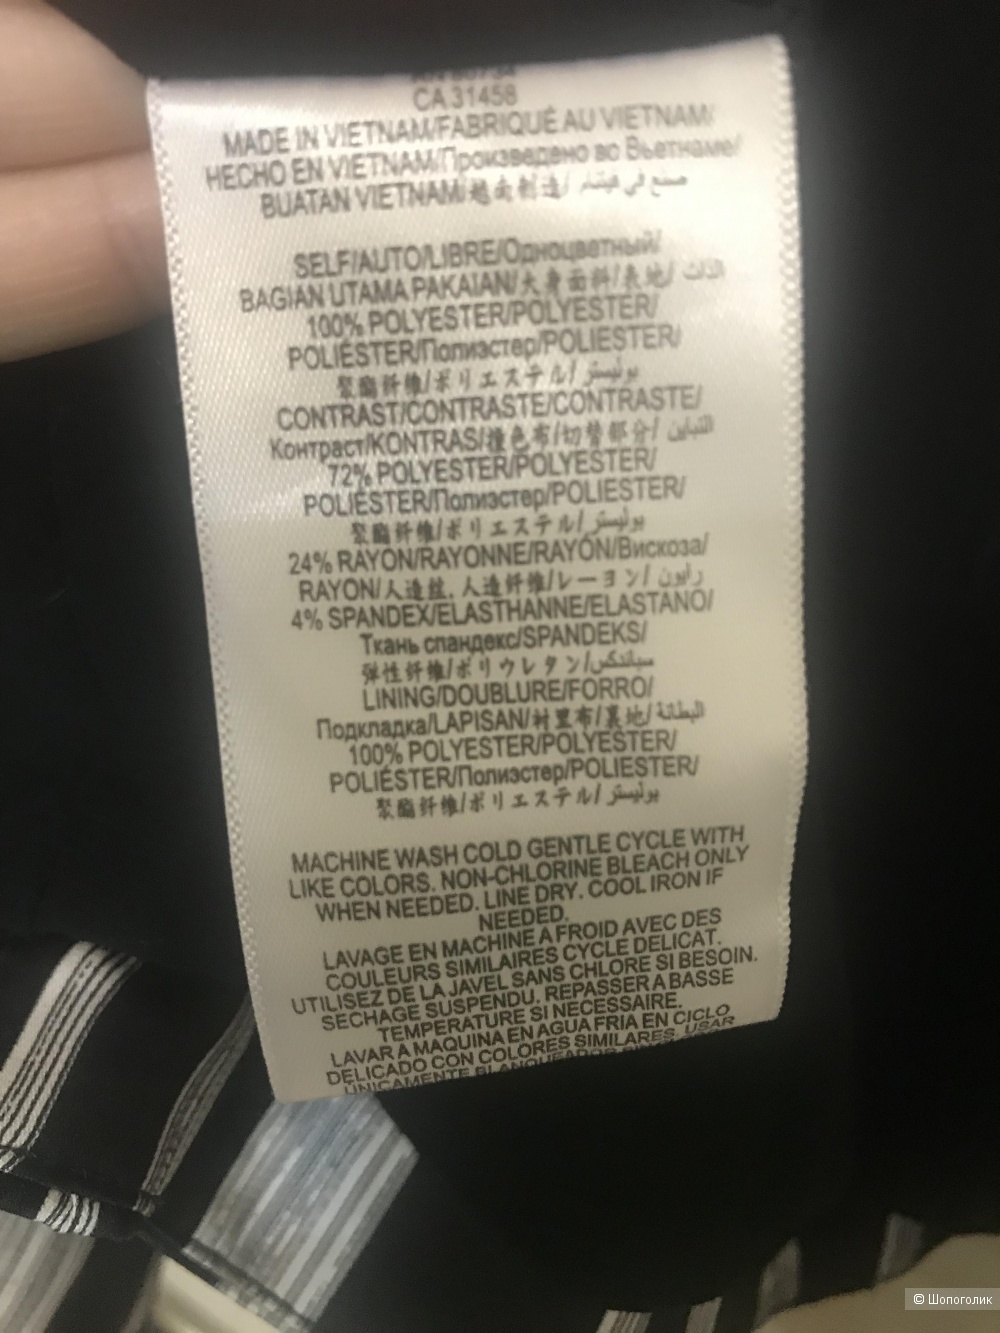 CA 31458
MADE IN VIETNAM/FABRIQUÉ AU VIETNAM/
HECHO EN VIETNAM/Произведено во Вьетнаме/
BUATAN VIETNAM/越南制造/ صنع في فيتنام
SELF/AUTO/LIBRE/Одноцветный/
BAGIAN UTAMA PAKAIAN/大身面料/表地/ الذات
100% POLYESTER/POLYESTER/
POLIÉSTER/Полиэстер/POLIESTER/
聚酯纤维/ポリエステル/ بوليستر
CONTRAST/CONTRASTE/CONTRASTE/
Контраст/KONTRAS/撞色布/切替部分/ التباين
72% POLYESTER/POLYESTER/
POLIÉSTER/Полиэстер/POLIESTER/
聚酯纤维/ポリエステル/ بوليستر
24% RAYON/RAYONNE/RAYÓN/Вискоза/
RAYON/人造丝, 人造纤维/レーヨン/ رايون
4% SPANDEX/ELASTHANNE/ELASTANO/
Ткань спандекс/SPANDEKS/
弹性纤维/ポリウレタン/ سباندكس
LINING/DOUBLURE/FORRO/
Подкладка/LAPISAN/衬里布/裏地/ البطانة
100% POLYESTER/POLYESTER/
POLIÉSTER/Полиэстер/POLIESTER/
聚酯纤维/ポリエステル/ بوليستر
MACHINE WASH COLD GENTLE CYCLE WITH
LIKE COLORS. NON-CHLORINE BLEACH ONLY
WHEN NEEDED. LINE DRY. COOL IRON IF
NEEDED.
LAVAGE EN MACHINE A FROID AVEC DES
COULEURS SIMILAIRES CYCLE DELICAT.
UTILISEZ DE LA JAVEL SANS CHLORE SI BESOIN.
SECHAGE SUSPENDU. REPASSER A BASSE
TEMPERATURE SI NECESSAIRE.
LAVAR A MAQUINA EN AGUA FRIA EN CICLO
DELICADO CON COLORES SIMILARES. USAR
ÚNICAMENTE BLANQUEADOR
© Шопоголик